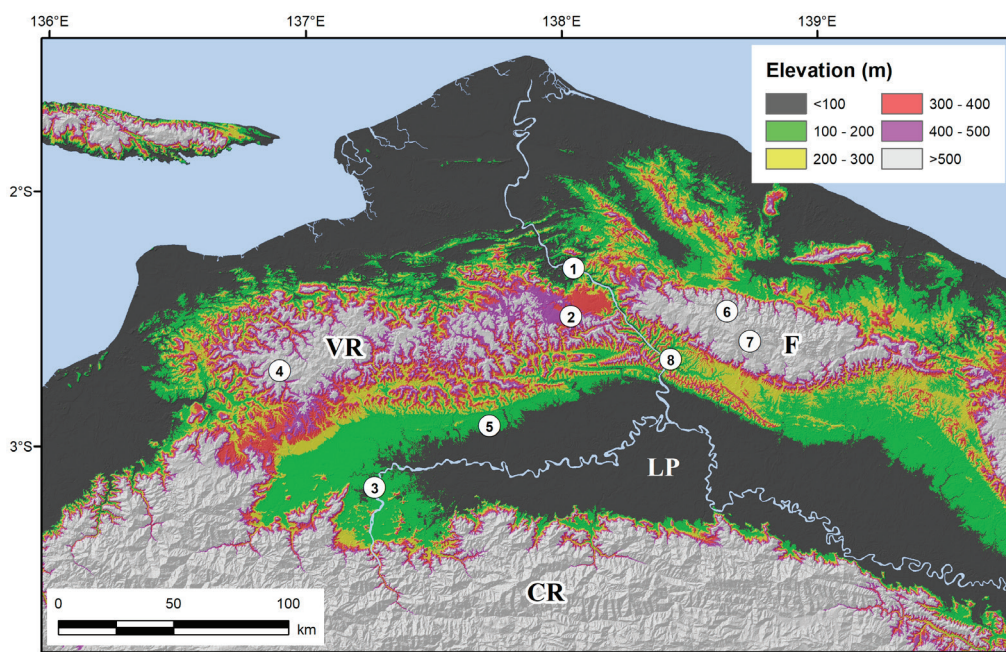 136°E 137°E 138°E 139°E
Elevation (m)
<100 300 - 400
100 - 200 400 - 500
200 - 300 >500
2°S
1
6
2
7
VR F
8
4
3°S
5
LP
3
CR
0 50 100
km